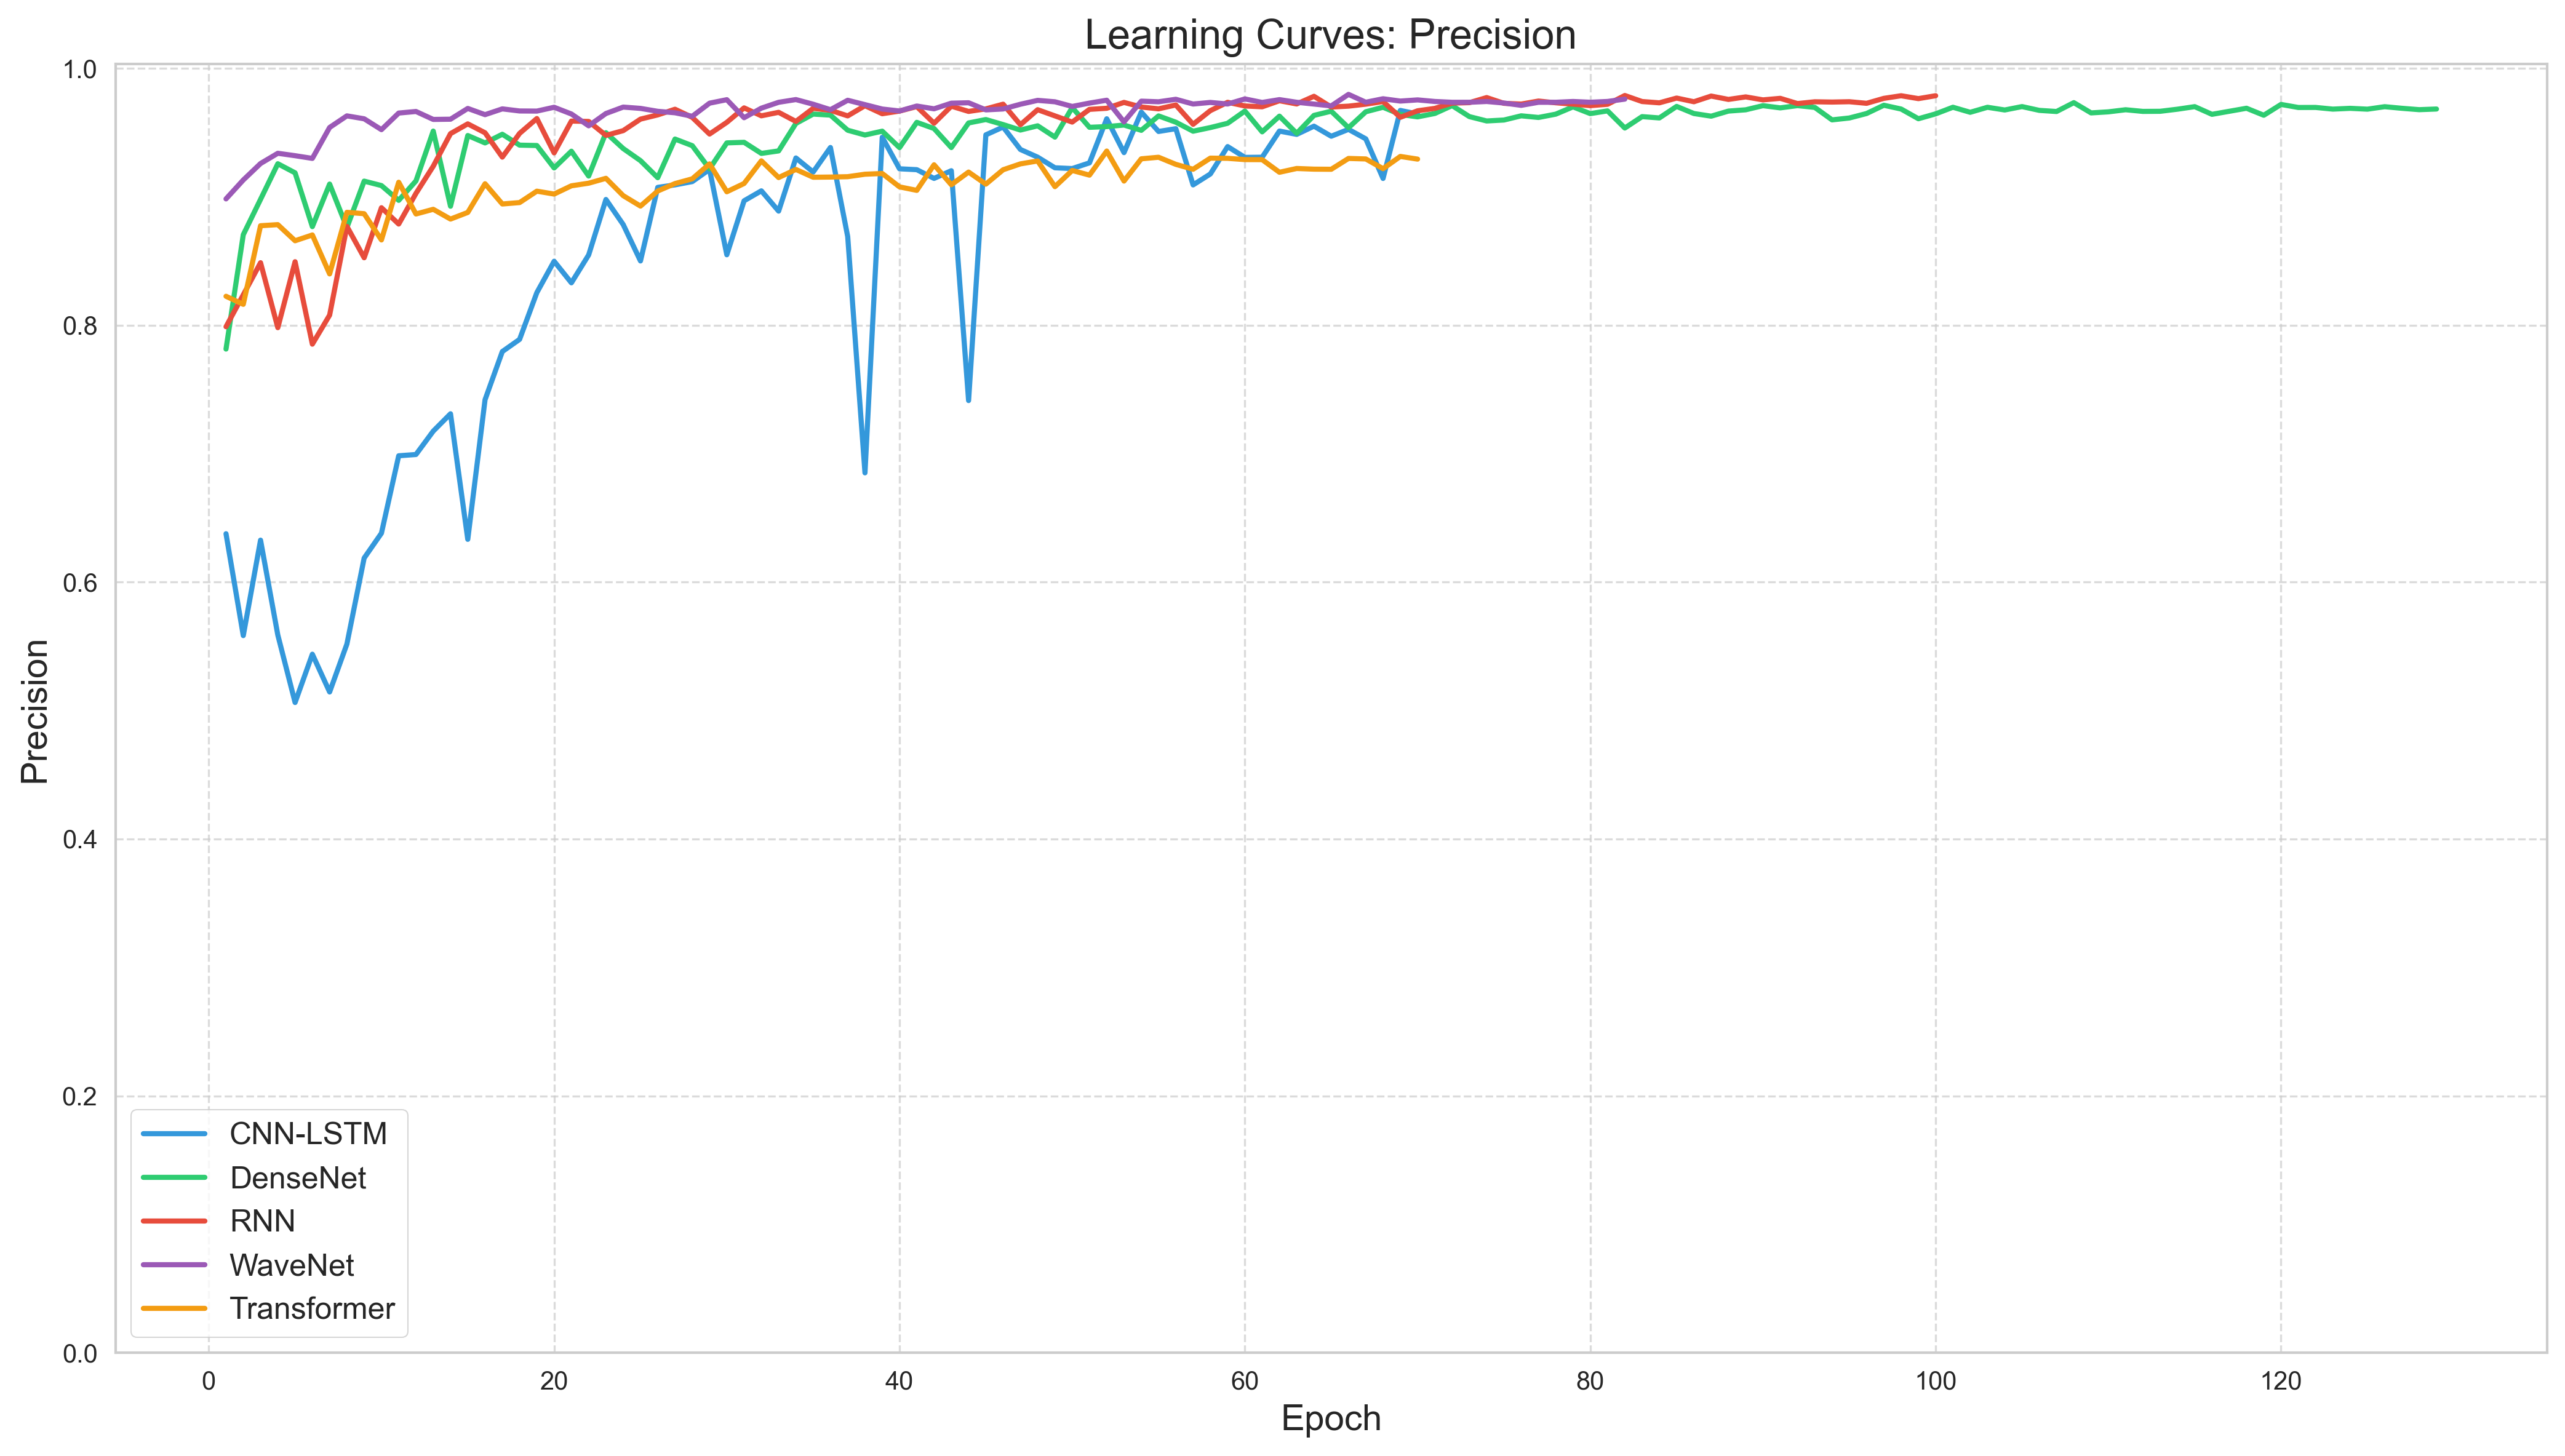 Learning Curves: Precision
Precision
1.0
0.8
0.6
0.4
0.2
0.0
CNN-LSTM
DenseNet
RNN
WaveNet
Transformer
0 20 40 60 80 100 120
Epoch